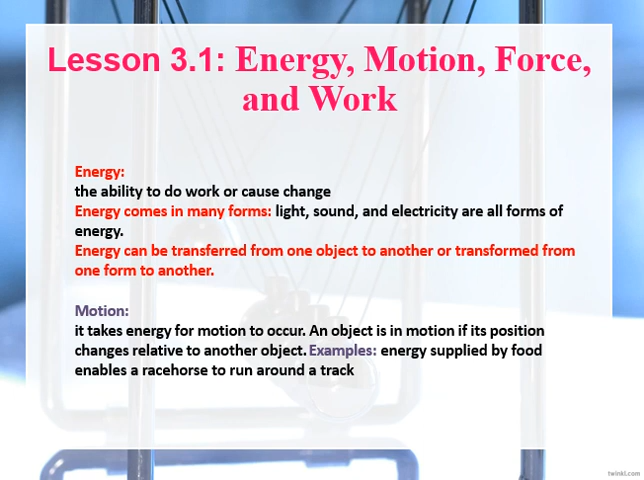 Lesson 3.1: Energy, Motion, Force,
and Work
Energy:
the ability to do work or cause change
Energy comes in many forms: light, sound, and electricity are all forms of
energy.
Energy can be transferred from one object to another or transformed from
one form to another.
Motion:
it takes energy for motion to occur. An object is in motion if its position
changes relative to another object. Examples: energy supplied by food
enables a racehorse to run around a track
twinkl.com